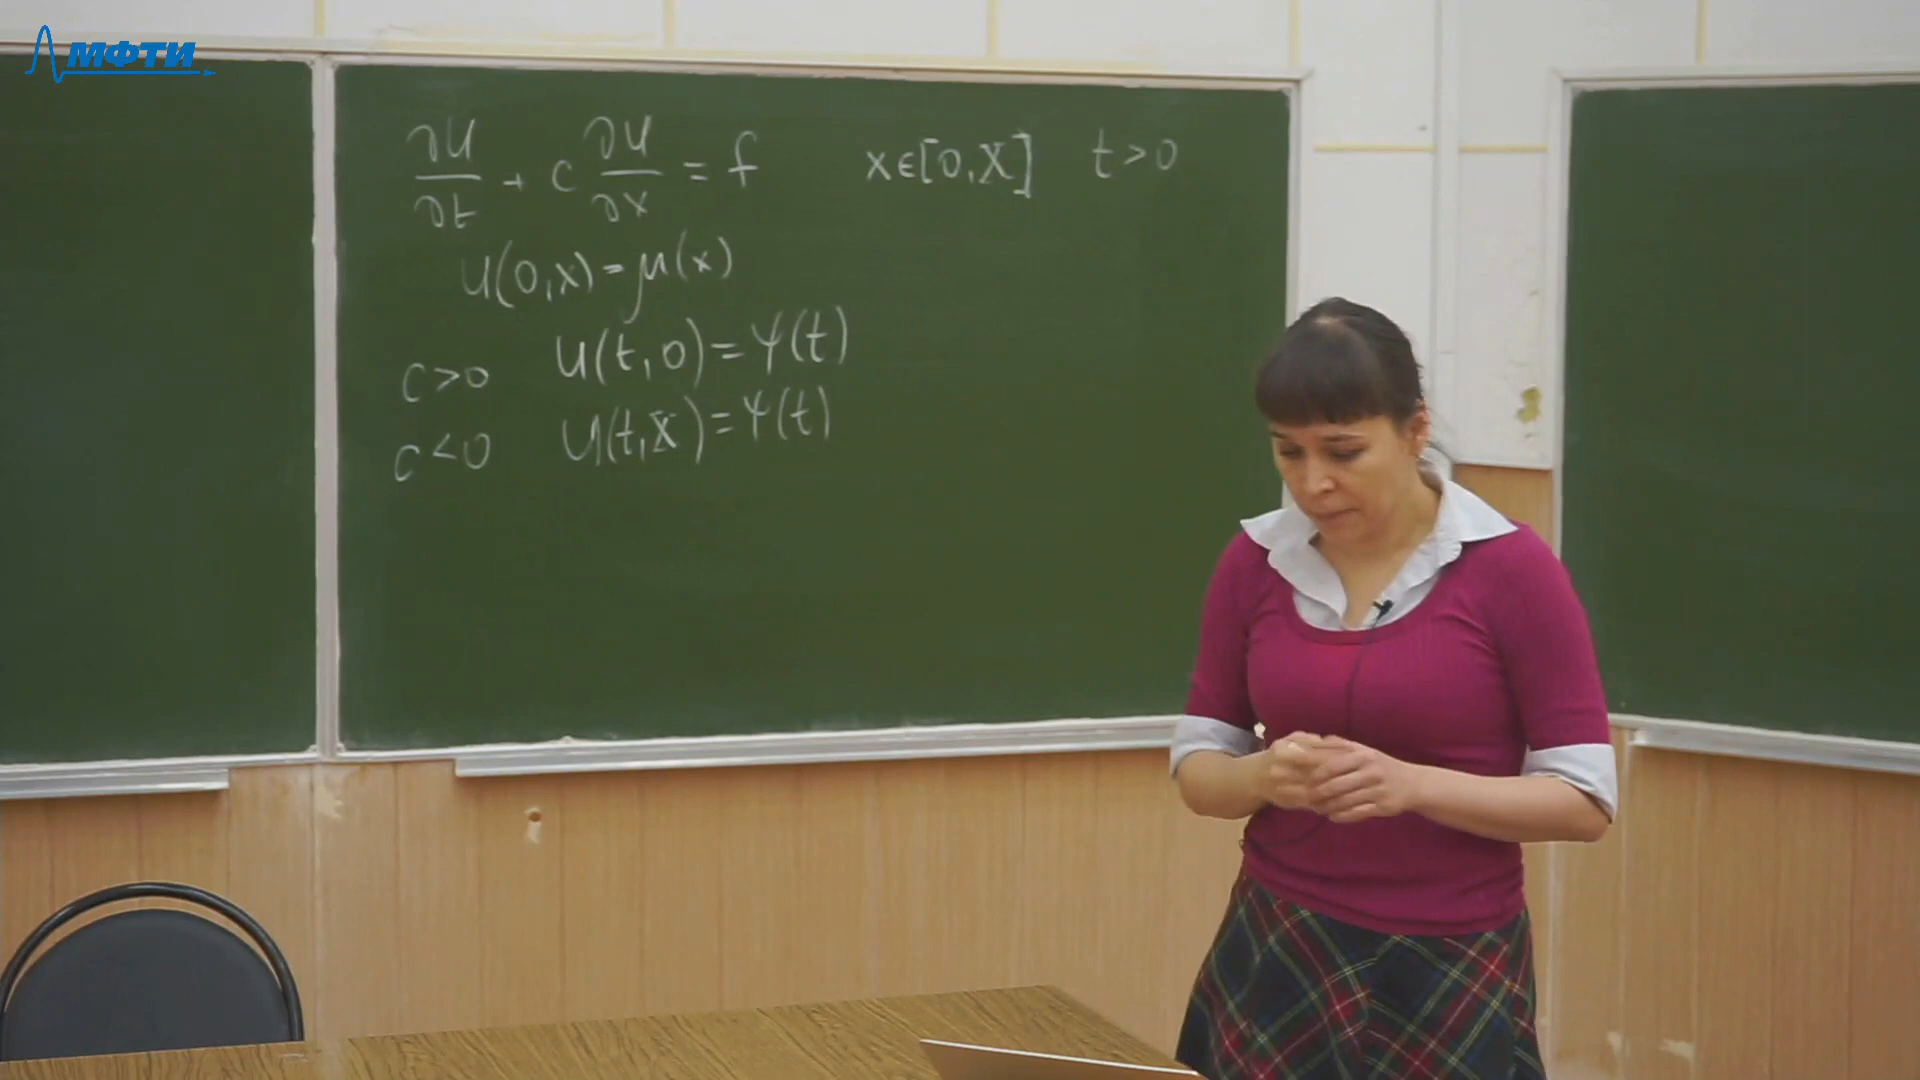 МФТИ
∂u/∂t + c ∂u/∂x = f x∈[0,X] t>0
u(0,x)=μ(x)
c>0 u(t,0)=ψ(t)
c<0 u(t,X)=ψ(t)